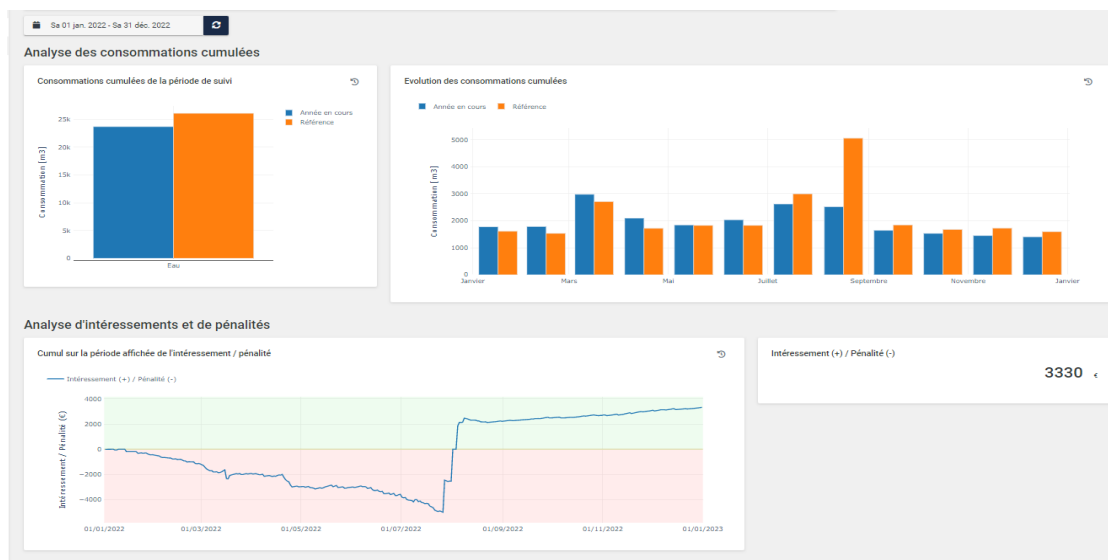 Sa 01 jan. 2022 - Sa 31 déc. 2022
Analyse des consommations cumulées
Consommations cumulées de la période de suivi
Année en cours
Référence
25k
20k
15k
10k
5k
0
Consommation [m3]
Eau
Evolution des consommations cumulées
Année en cours
Référence
5000
4000
3000
2000
1000
0
Consommation [m3]
Janvier
Mars
Mai
Juillet
Septembre
Novembre
Janvier
Analyse d'intéressements et de pénalités
Cumul sur la période affichée de l'intéressement / pénalité
Intéressement (+) / Pénalité (-)
4000
2000
0
−2000
−4000
Intéressement / Pénalité (€)
01/01/2022
01/03/2022
01/05/2022
01/07/2022
01/09/2022
01/11/2022
01/01/2023
Intéressement (+) / Pénalité (-)
3330 €